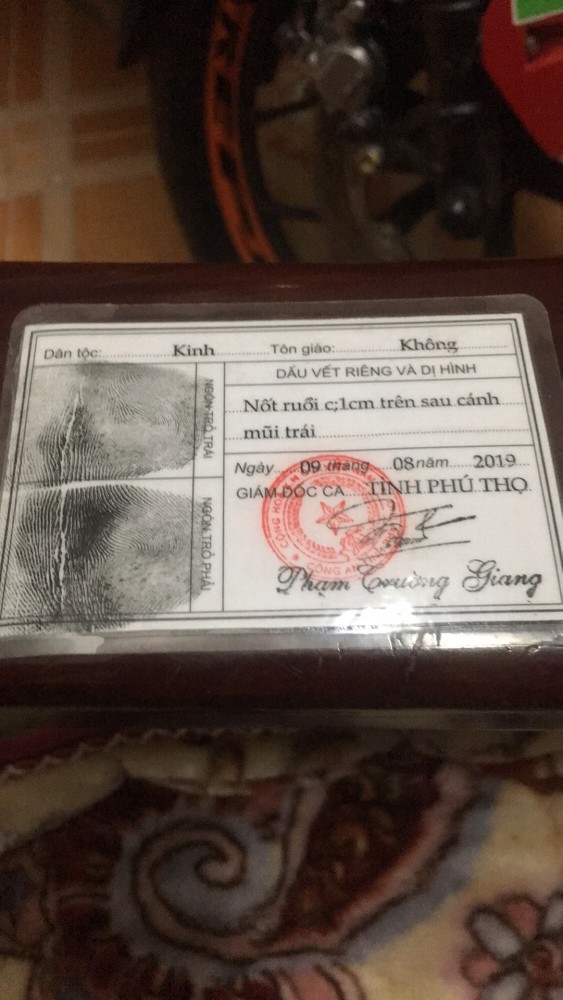 Dân tộc: Kinh Tôn giáo: Không
DẤU VẾT RIÊNG VÀ DỊ HÌNH
Nốt ruồi c;1cm trên sau cánh
mũi trái
NGÓN TRỎ TRÁI
NGÓN TRỎ PHẢI
Ngày 09 tháng 08 năm 2019
GIÁM ĐỐC CA TỈNH PHÚ THỌ
CÔNG AN
Phạm Trường Giang